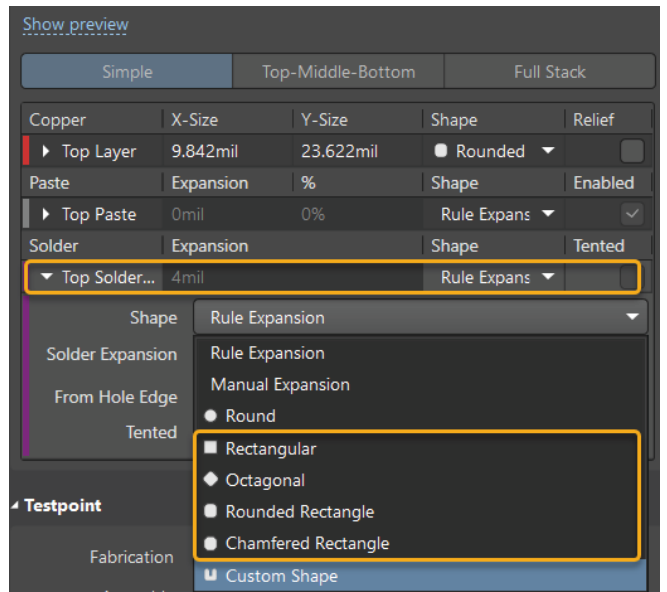 Show preview
Simple Top-Middle-Bottom Full Stack
Copper X-Size Y-Size Shape Relief
Top Layer 9.842mil 23.622mil Rounded
Paste Expansion % Shape Enabled
Top Paste 0mil 0% Rule Expans
Solder Expansion Shape Tented
Top Solder... 4mil Rule Expans
Shape Rule Expansion
Solder Expansion Rule Expansion
Manual Expansion
From Hole Edge
Round
Tented
Rectangular
Octagonal
Testpoint
Rounded Rectangle
Chamfered Rectangle
Fabrication
Custom Shape